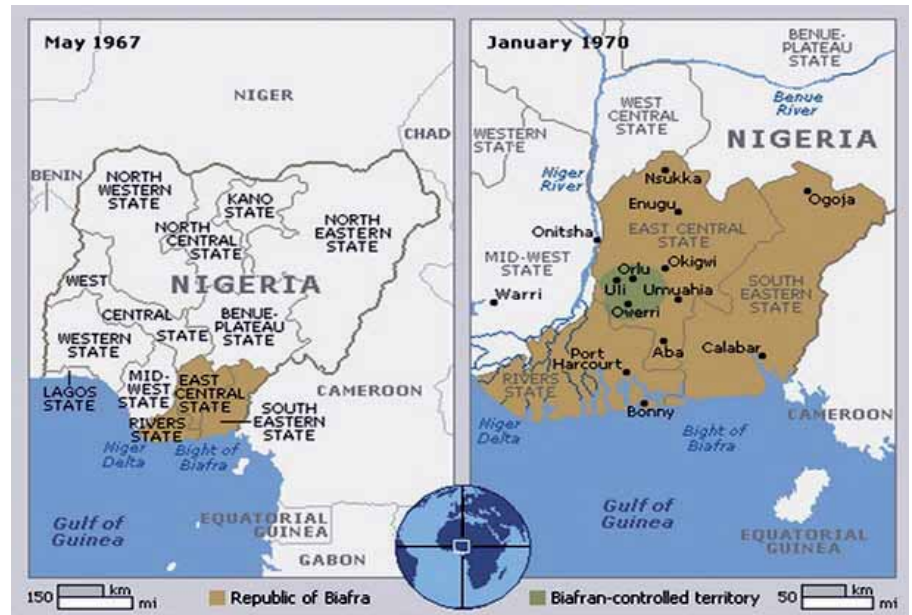 May 1967
NIGER
CHAD
BENIN
NORTH
WESTERN
STATE
KANO
STATE
NORTH
CENTRAL
STATE
NORTH
EASTERN
STATE
NIGERIA
WEST
CENTRAL
STATE
BENUE-
PLATEAU
STATE
WESTERN
STATE
LAGOS
STATE
MID-
WEST
STATE
EAST
CENTRAL
STATE
RIVERS
STATE
SOUTH
EASTERN
STATE
CAMEROON
Niger
Delta
Bight of
Biafra
Gulf of
Guinea
EQUATORIAL
GUINEA
GABON
January 1970
BENUE-
PLATEAU
STATE
WEST
CENTRAL
STATE
Benue
River
WESTERN
STATE
NIGERIA
Niger
River
Nsukka
Ogoja
Enugu
Onitsha
EAST CENTRAL
STATE
MID-WEST
STATE
Okigwi
Orlu
Uli
Umuahia
SOUTH
EASTERN
STATE
Warri
Owerri
Aba
Calabar
Port
Harcourt
RIVERS
STATE
Bonny
CAMEROON
Niger
Delta
Bight of
Biafra
Gulf of
Guinea
EQUATORIAL
GUINEA
150 km
mi
Republic of Biafra
Biafran-controlled territory
50 km
mi